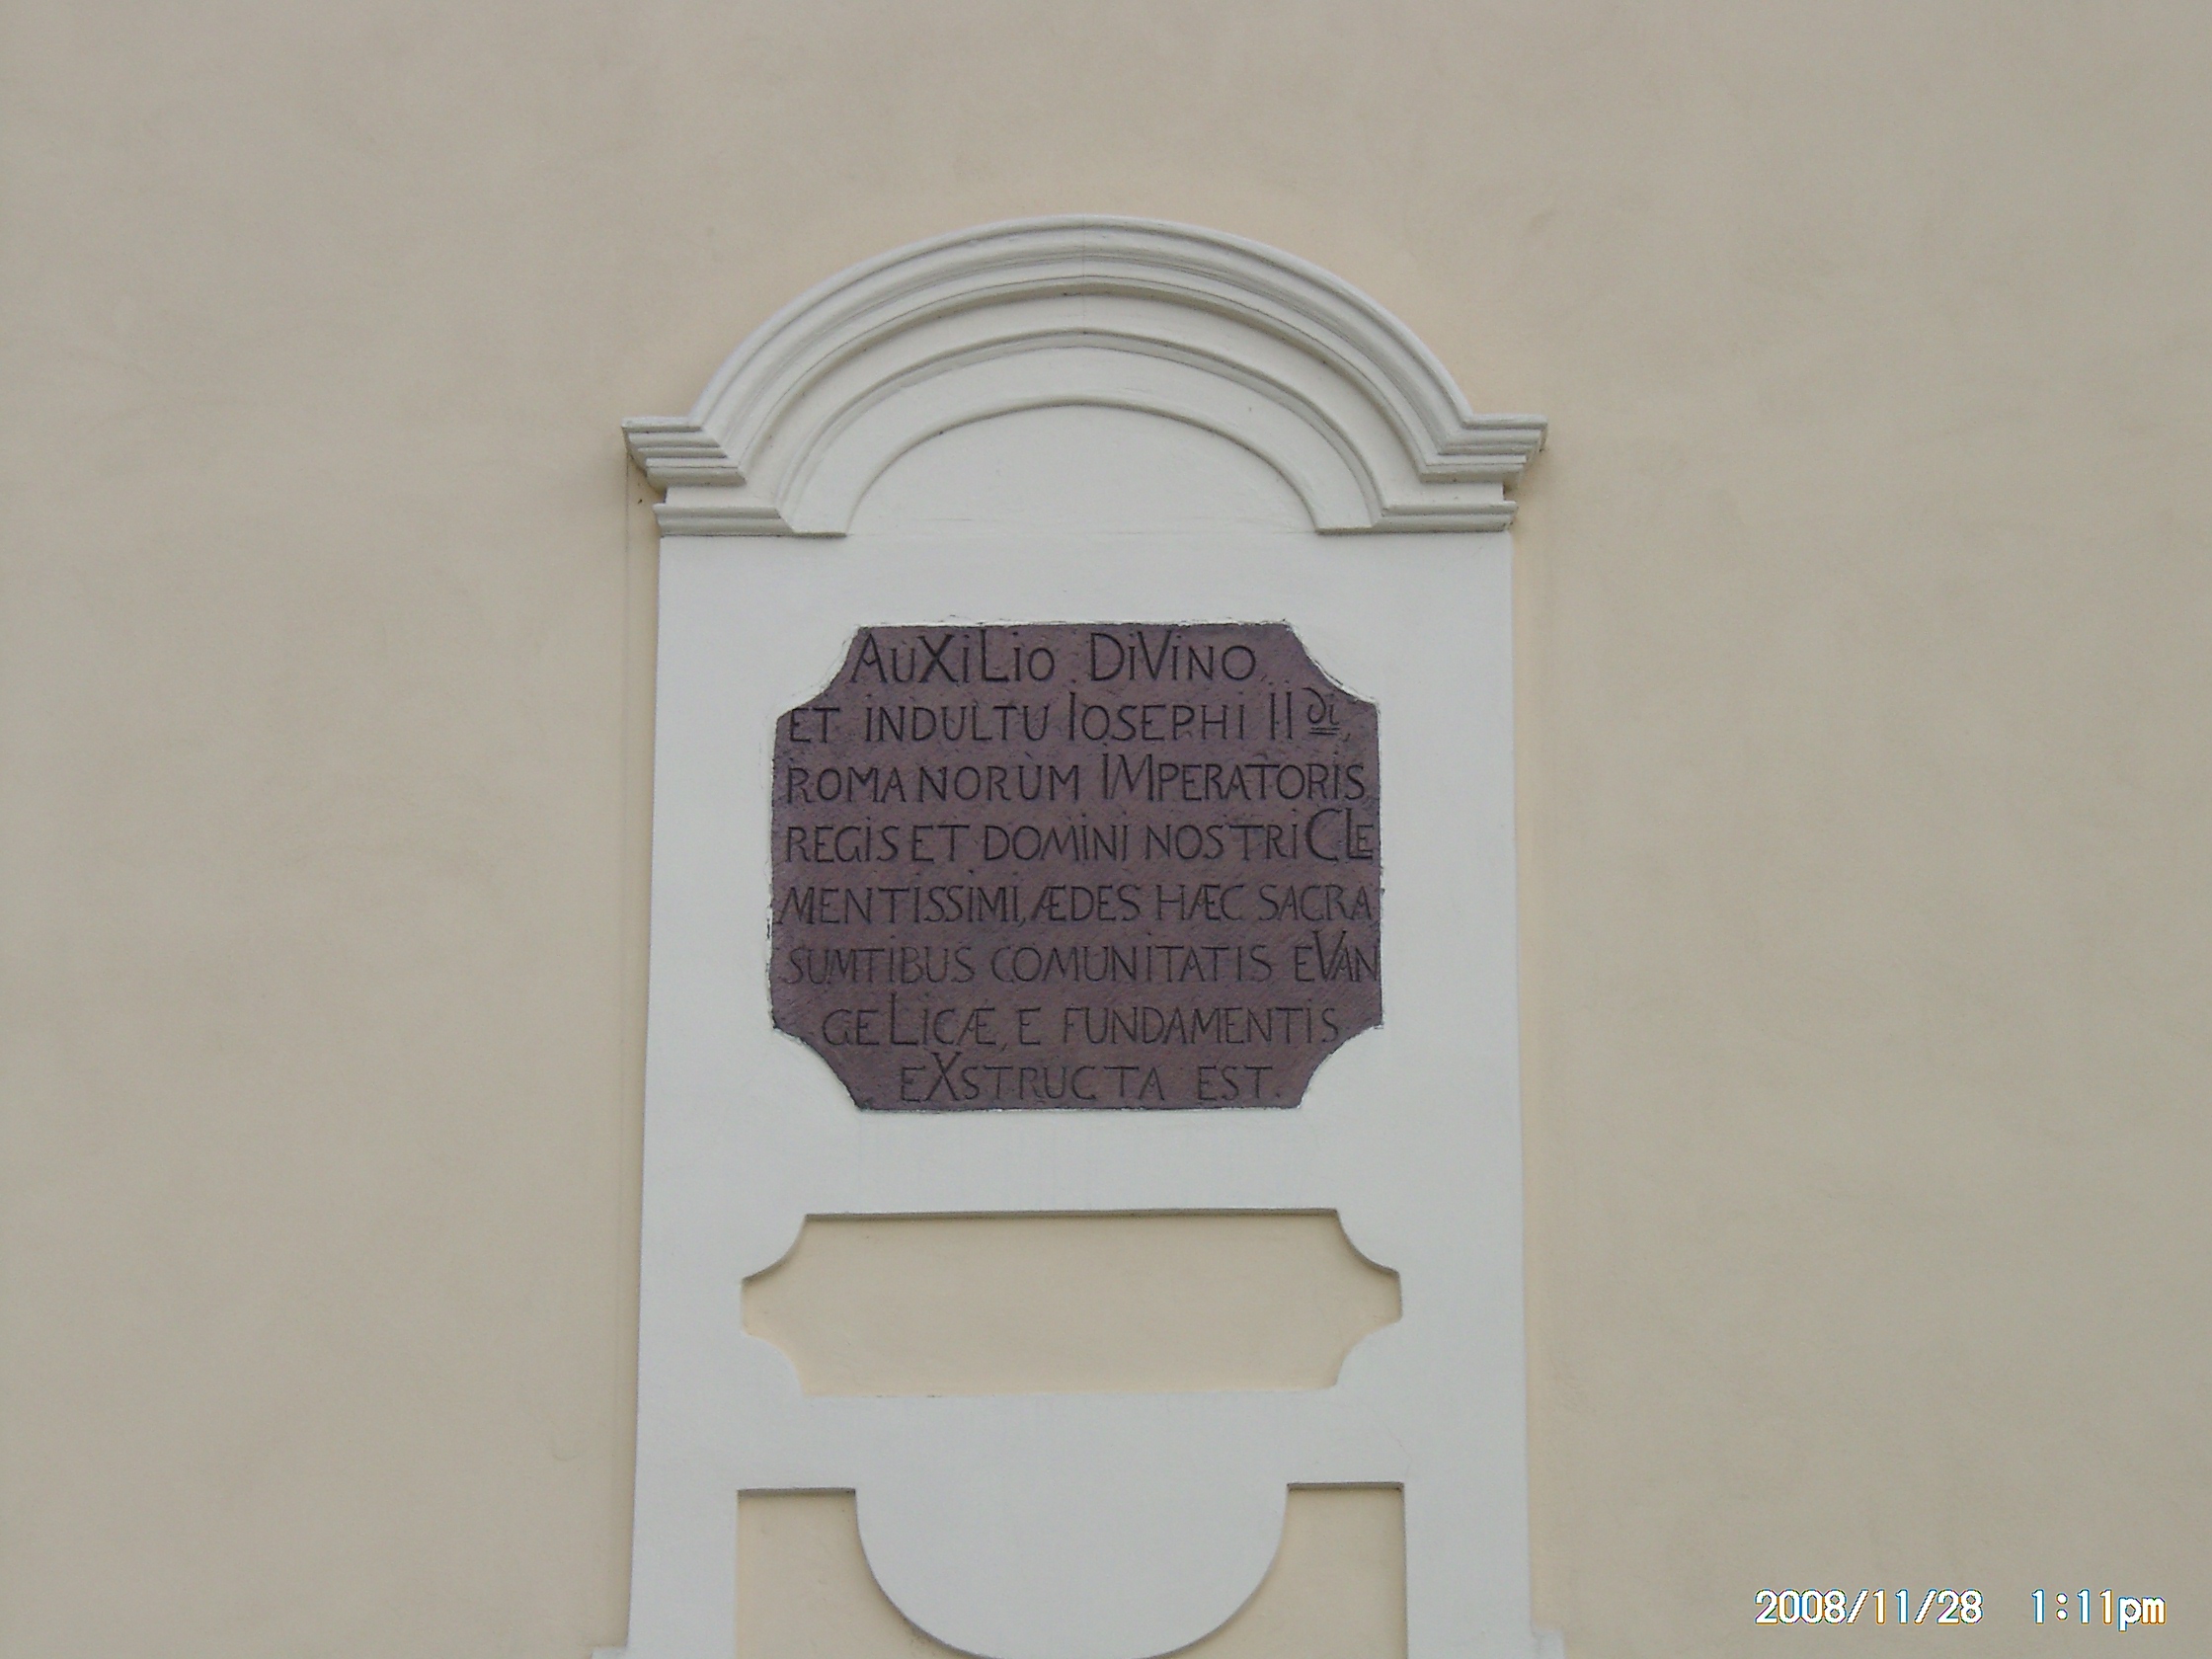 AuXiLio DiVino
ET INDULTU IOSEPHI II di,
ROMANORUM IMPERATORIS
REGIS ET DOMINI NOSTRI CLE
MENTISSIMI, ÆDES HÆC SACRA
SUMTIBUS COMUNITATIS EVAN
GELICÆ, E FUNDAMENTIS
EXSTRUCTA EST.
2008/11/28 1:11pm